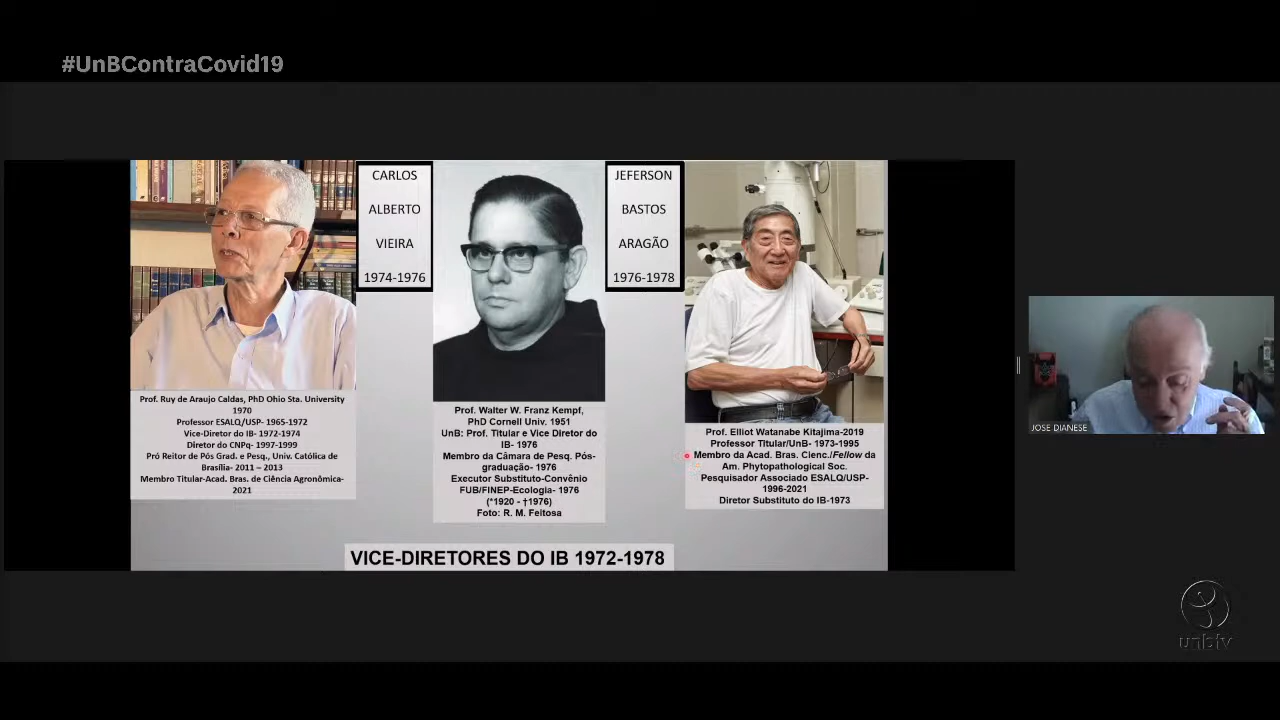 #UnBContraCovid19
Prof. Ruy de Araujo Caldas, PhD Ohio Sta. University
1970
Professor ESALQ/USP- 1965-1972
Vice-Diretor do IB- 1972-1974
Diretor do CNPq- 1997-1999
Pró Reitor de Pós Grad. e Pesq., Univ. Católica de
Brasília- 2011 – 2013
Membro Titular-Acad. Bras. de Ciência Agronômica-
2021
CARLOS
ALBERTO
VIEIRA
1974-1976
Prof. Walter W. Franz Kempf,
PhD Cornell Univ. 1951
UnB: Prof. Titular e Vice Diretor do
IB- 1976
Membro da Câmara de Pesq. Pós-
graduação- 1976
Executor Substituto-Convênio
FUB/FINEP-Ecologia- 1976
(*1920 - †1976)
Foto: R. M. Feitosa
JEFERSON
BASTOS
ARAGÃO
1976-1978
Prof. Elliot Watanabe Kitajima-2019
Professor Titular/UnB- 1973-1995
Membro da Acad. Bras. Cienc./Fellow da
Am. Phytopathological Soc.
Pesquisador Associado ESALQ/USP-
1996-2021
Diretor Substituto do IB-1973
VICE-DIRETORES DO IB 1972-1978
JOSE DIANESE
unbtv